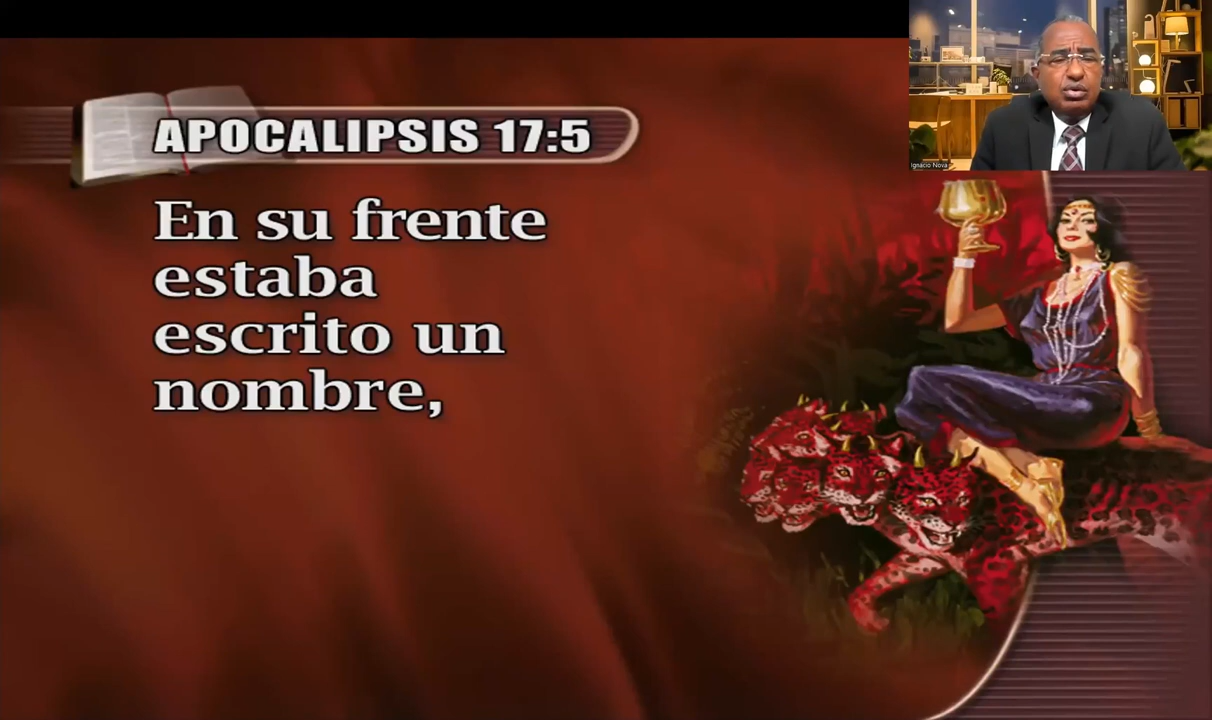 APOCALIPSIS 17:5
En su frente
estaba
escrito un
nombre,
Ignacio Nova